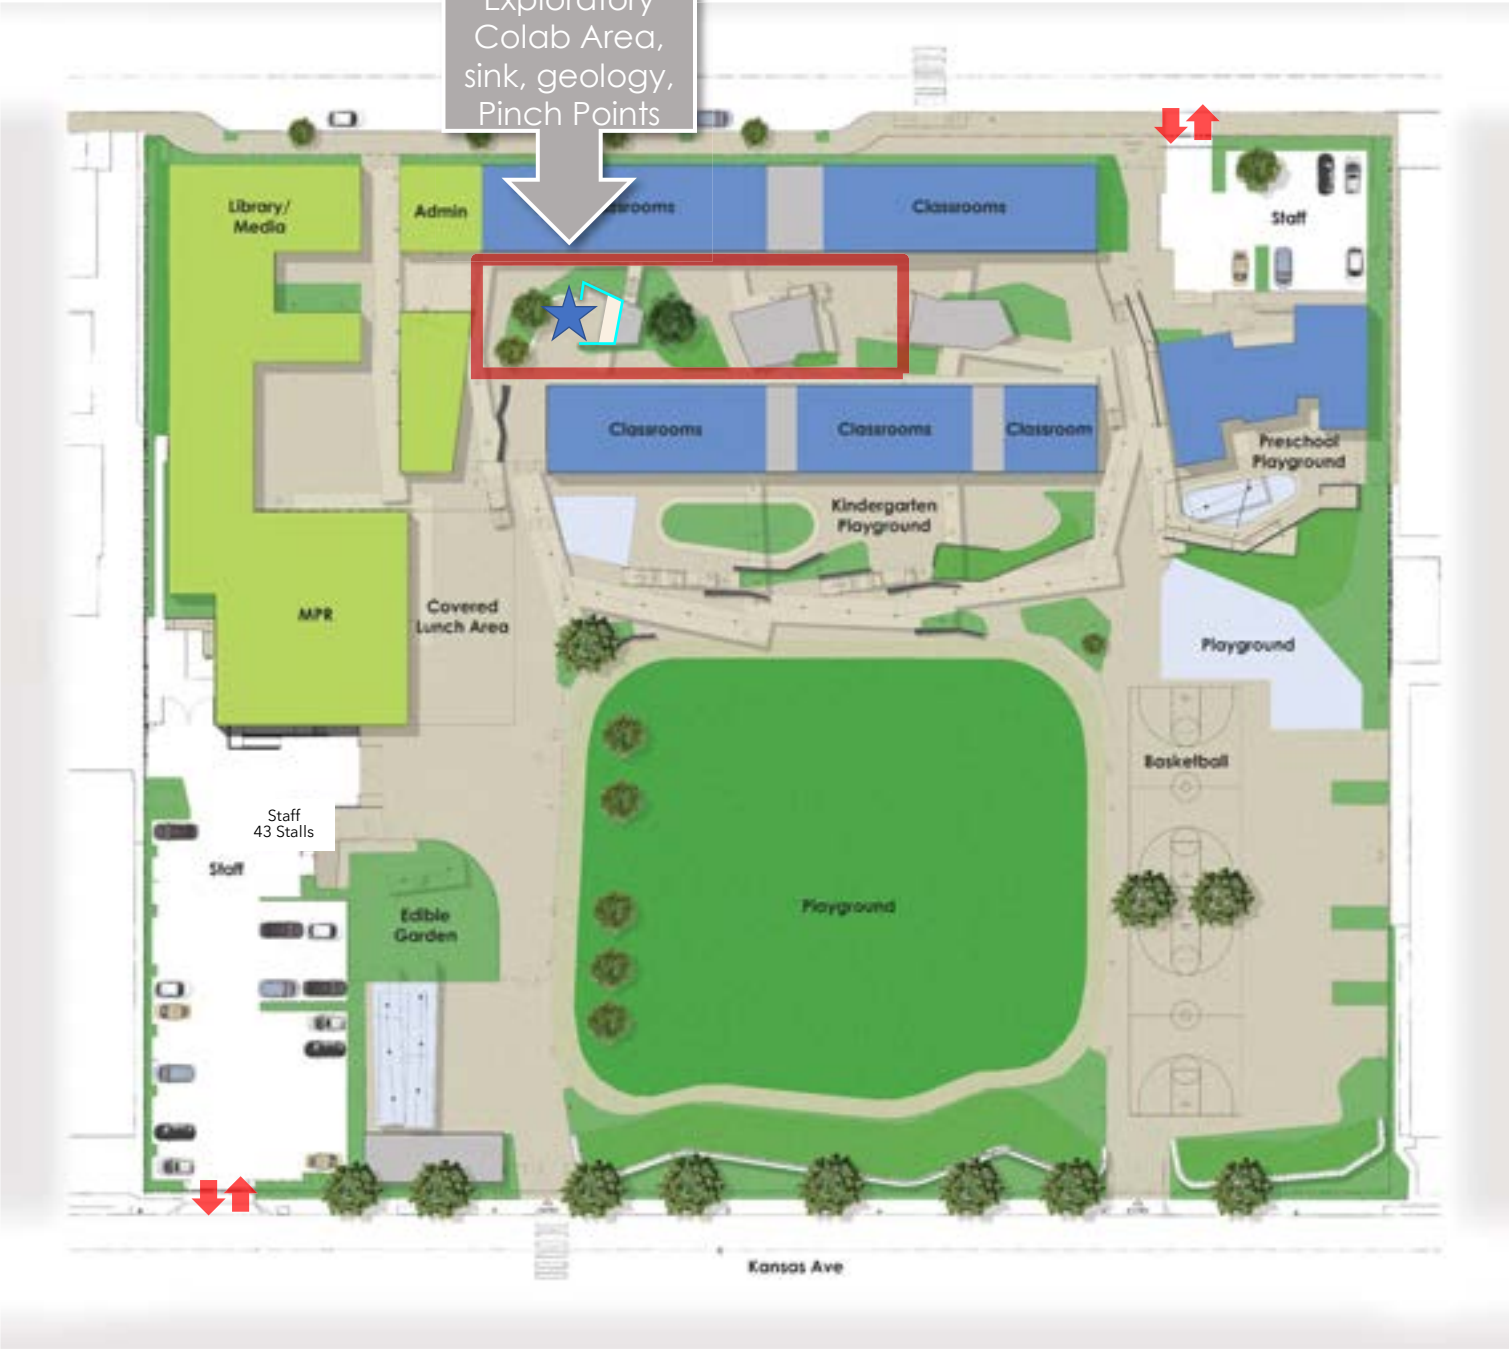 Exploratory
Colab Area,
sink, geology,
Pinch Points
Library/
Media
Admin
srooms
Classrooms
Staff
Classrooms
Classrooms
Classroom
Preschool
Playground
Kindergarten
Playground
MPR
Covered
Lunch Area
Playground
Basketball
Staff
43 Stalls
Staff
Edible
Garden
Playground
Kansas Ave